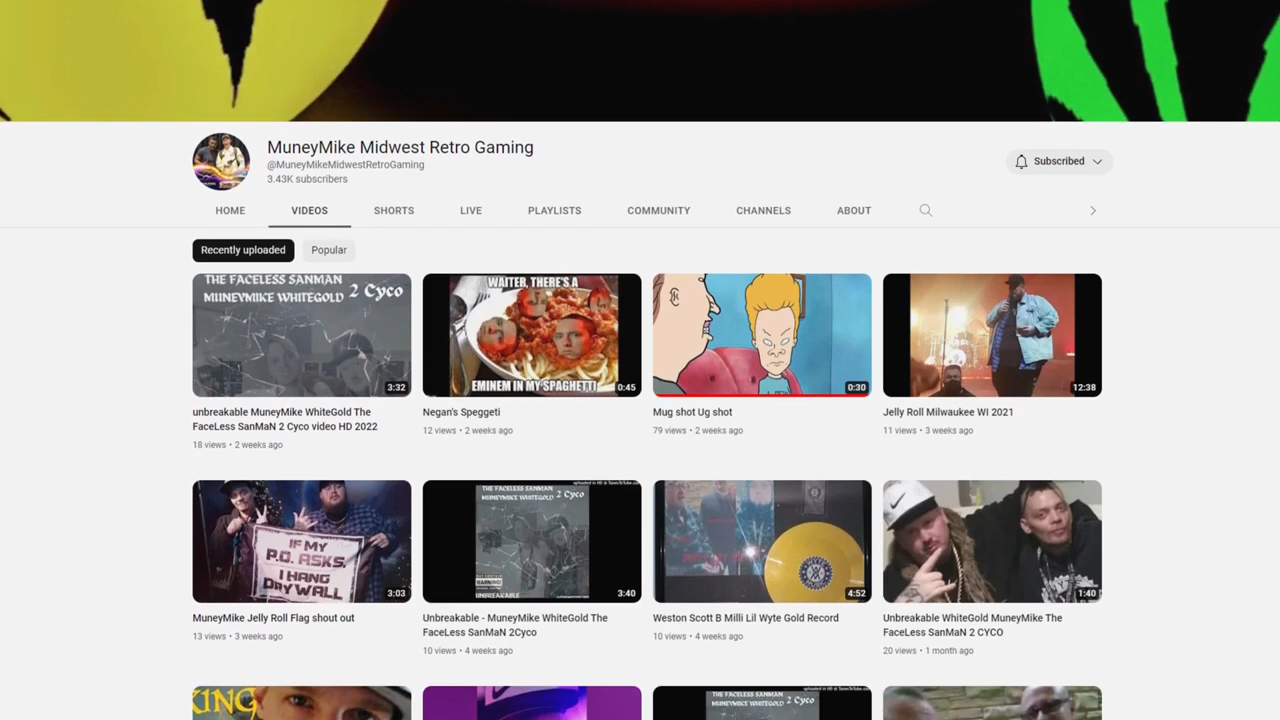 MuneyMike Midwest Retro Gaming
@MuneyMikeMidwestRetroGaming
3.43K subscribers
Subscribed
HOME VIDEOS SHORTS LIVE PLAYLISTS COMMUNITY CHANNELS ABOUT
Recently uploaded Popular
THE FACELESS SANMAN
MUNEYMIKE WHITEGOLD 2 Cyco
3:32
WAITER, THERE'S A
EMINEM IN MY SPAGHETTI
0:45
0:30
12:38
unbreakable MuneyMike WhiteGold The
FaceLess SanMaN 2 Cyco video HD 2022
18 views • 2 weeks ago
Negan's Speggeti
12 views • 2 weeks ago
Mug shot Ug shot
79 views • 2 weeks ago
Jelly Roll Milwaukee WI 2021
11 views • 3 weeks ago
IF MY
P.O. ASKS,
I HANG
DRYWALL
3:03
THE FACELESS SANMAN
MUNEYMIKE WHITEGOLD 2 Cyco
WARNING!
UNBREAKABLE
3:40
4:52
1:40
MuneyMike Jelly Roll Flag shout out
13 views • 3 weeks ago
Unbreakable - MuneyMike WhiteGold The
FaceLess SanMaN 2Cyco
10 views • 4 weeks ago
Weston Scott B Milli Lil Wyte Gold Record
10 views • 4 weeks ago
Unbreakable WhiteGold MuneyMike The
FaceLess SanMaN 2 CYCO
20 views • 1 month ago
KING
THE FACELESS SANMAN
MUNEYMIKE WHITEGOLD 2 Cyco